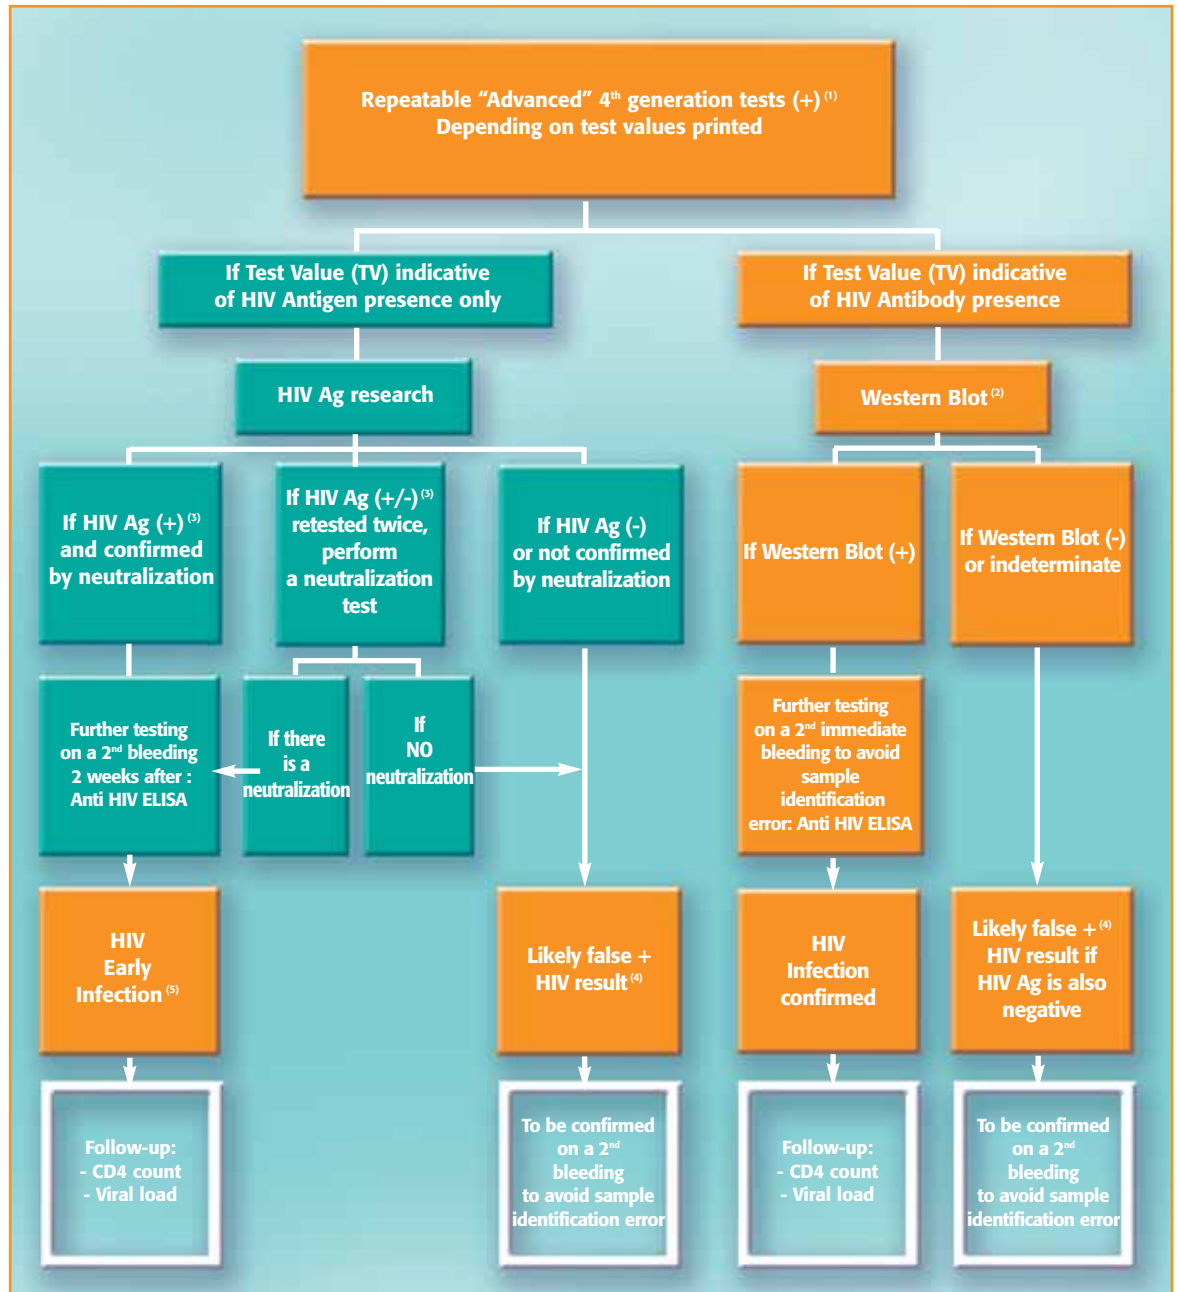 Repeatable “Advanced” 4th generation tests (+) (1)
Depending on test values printed
If Test Value (TV) indicative
of HIV Antigen presence only
If Test Value (TV) indicative
of HIV Antibody presence
HIV Ag research
Western Blot (2)
If HIV Ag (+) (3)
and confirmed
by neutralization
If HIV Ag (+/-) (3)
retested twice,
perform
a neutralization
test
If HIV Ag (-)
or not confirmed
by neutralization
If Western Blot (+)
If Western Blot (-)
or indeterminate
Further testing
on a 2nd bleeding
2 weeks after :
Anti HIV ELISA
If there
is a
neutralization
If
NO
neutralization
Further testing
on a 2nd immediate
bleeding to avoid
sample
identification
error: Anti HIV ELISA
HIV
Early
Infection (5)
Likely false +
HIV result (4)
HIV
Infection
confirmed
Likely false + (4)
HIV result if
HIV Ag is also
negative
Follow-up:
- CD4 count
- Viral load
To be confirmed
on a 2nd
bleeding
to avoid sample
identification error
Follow-up:
- CD4 count
- Viral load
To be confirmed
on a 2nd
bleeding
to avoid sample
identification error